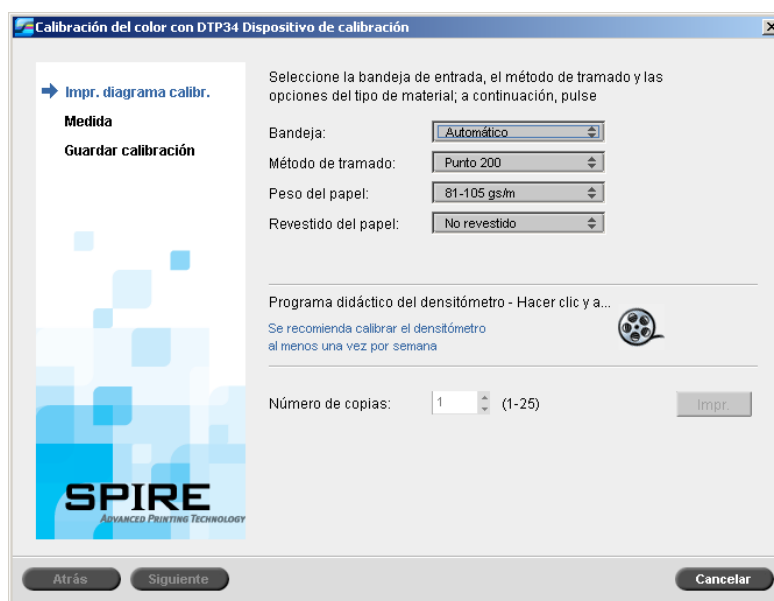 Calibración del color con DTP34 Dispositivo de calibración
Impr. diagrama calibr.
Medida
Guardar calibración
Seleccione la bandeja de entrada, el método de tramado y las
opciones del tipo de material; a continuación, pulse
Bandeja: Automático
Método de tramado: Punto 200
Peso del papel: 81-105 gs/m
Revestido del papel: No revestido
Programa didáctico del densitómetro - Hacer clic y a...
Se recomienda calibrar el densitómetro
al menos una vez por semana
Número de copias: 1 (1-25) Impr.
SPIRE
ADVANCED PRINTING TECHNOLOGY
Atrás Siguiente Cancelar